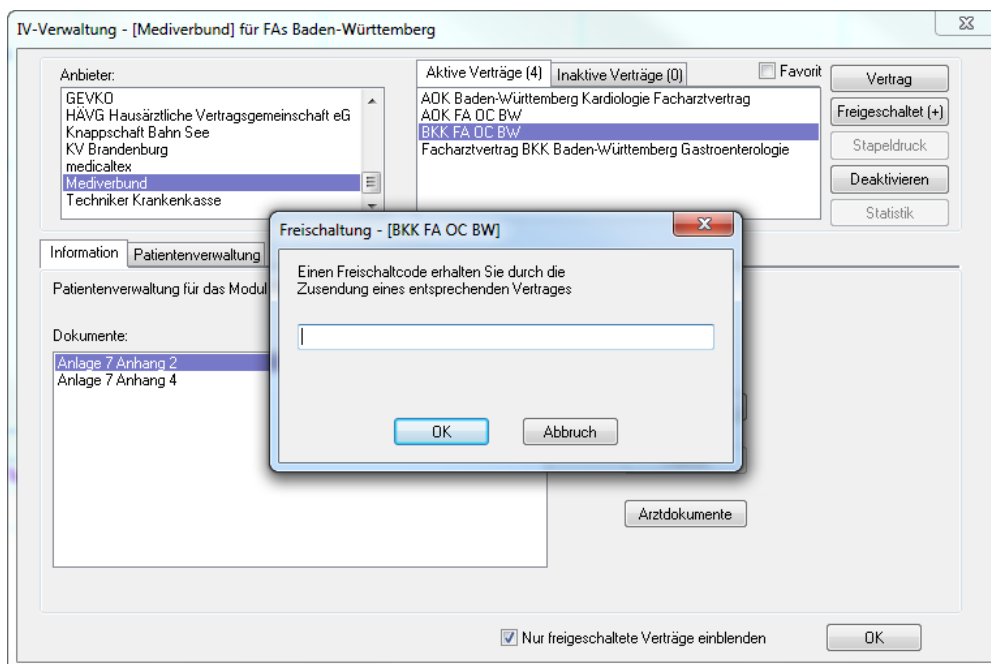 IV-Verwaltung - [Mediverbund] für FAs Baden-Württemberg
Anbieter:
GEVKO
HÄVG Hausärztliche Vertragsgemeinschaft eG
Knappschaft Bahn See
KV Brandenburg
medicaltex
Mediverbund
Techniker Krankenkasse
Aktive Verträge (4)
Inaktive Verträge (0)
Favorit
AOK Baden-Württemberg Kardiologie Facharztvertrag
AOK FA OC BW
BKK FA OC BW
Facharztvertrag BKK Baden-Württemberg Gastroenterologie
Vertrag
Freigeschaltet (+)
Stapeldruck
Deaktivieren
Statistik
Information
Patientenverwaltung
Patientenverwaltung für das Modul
Dokumente:
Anlage 7 Anhang 2
Anlage 7 Anhang 4
Freischaltung - [BKK FA OC BW]
Einen Freischaltcode erhalten Sie durch die
Zusendung eines entsprechenden Vertrages
OK
Abbruch
Arztdokumente
Nur freigeschaltete Verträge einblenden
OK